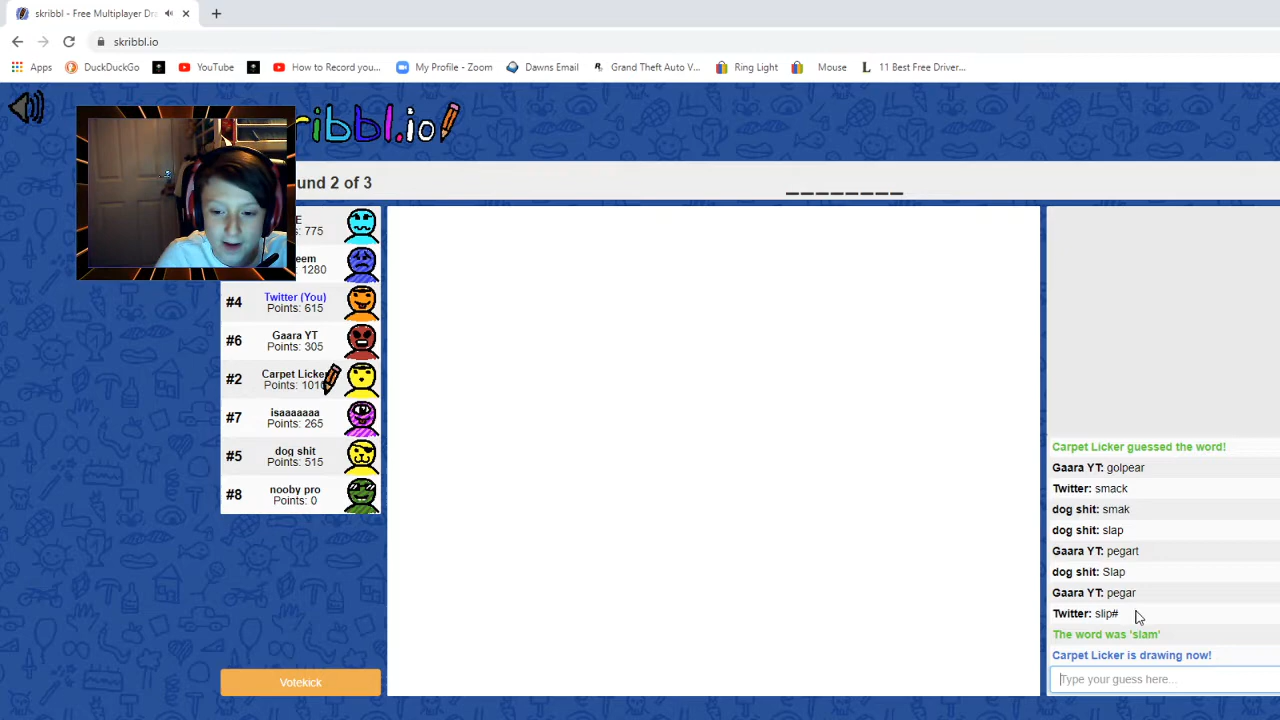 skribbl - Free Multiplayer Dr
skribbl.io
Apps DuckDuckGo YouTube How to Record you... My Profile - Zoom Dawns Email Grand Theft Auto V... Ring Light Mouse 11 Best Free Driver...
ribbl.io
und 2 of 3
________
E
s: 775
eem
: 1280
#4 Twitter (You)
Points: 615
#6 Gaara YT
Points: 305
#2 Carpet Licker
Points: 1010
#7 isaaaaaaa
Points: 265
#5 dog shit
Points: 515
#8 nooby pro
Points: 0
Votekick
Carpet Licker guessed the word!
Gaara YT: golpear
Twitter: smack
dog shit: smak
dog shit: slap
Gaara YT: pegart
dog shit: Slap
Gaara YT: pegar
Twitter: slip#
The word was 'slam'
Carpet Licker is drawing now!
Type your guess here...